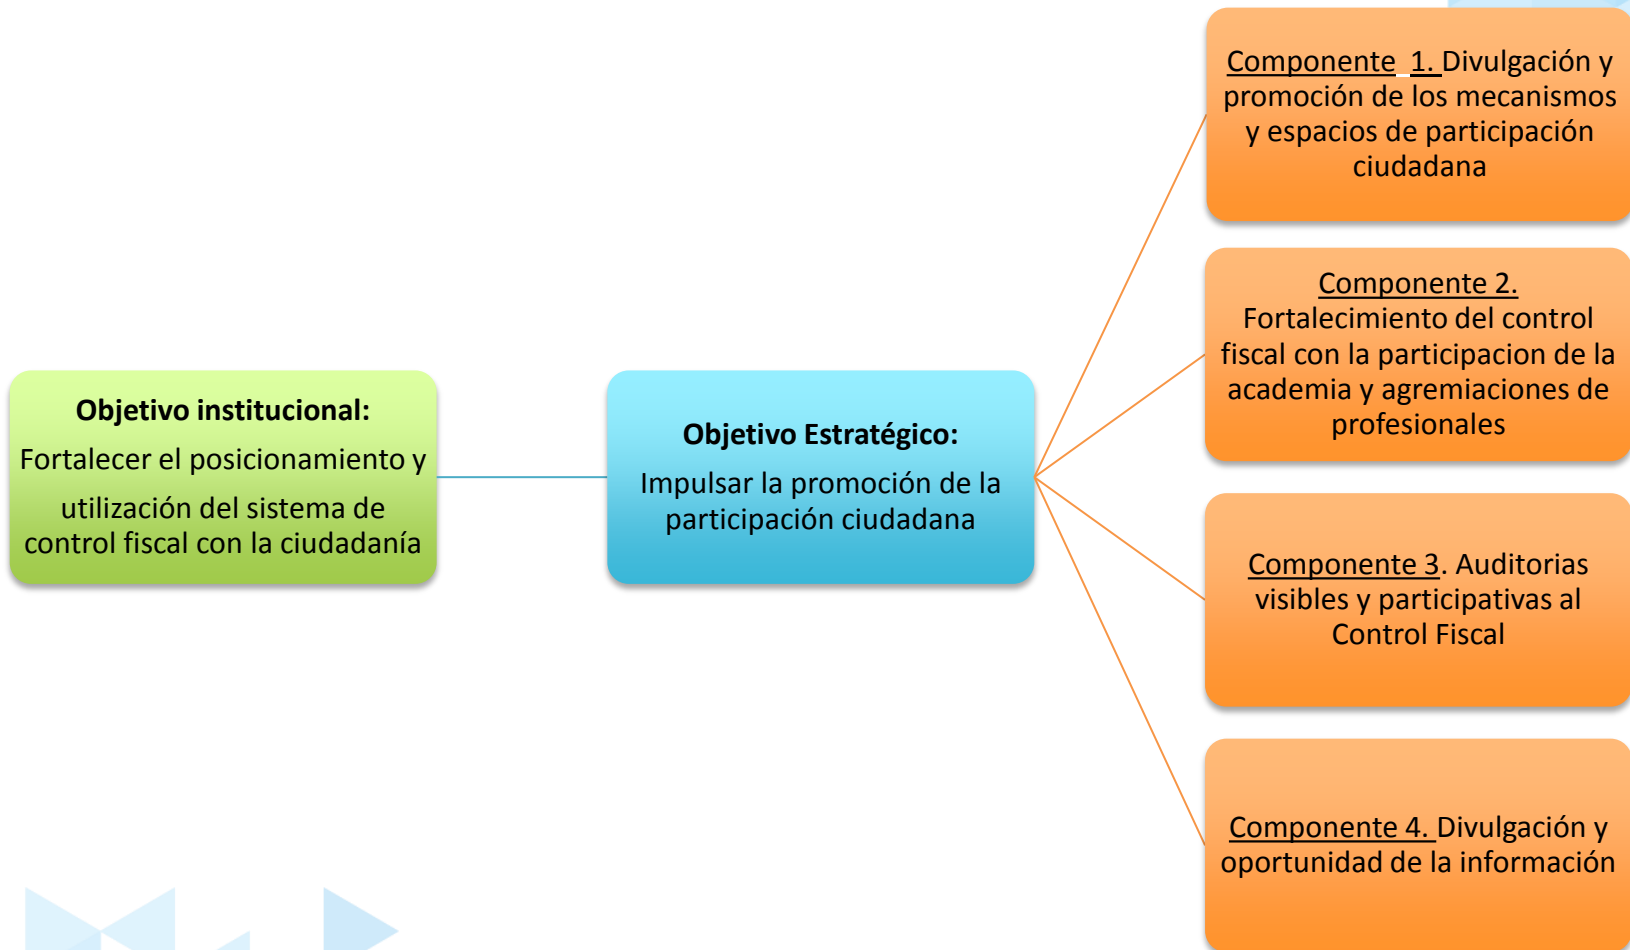 Objetivo institucional:
Fortalecer el posicionamiento y
utilización del sistema de
control fiscal con la ciudadanía
Objetivo Estratégico:
Impulsar la promoción de la
participación ciudadana
Componente 1. Divulgación y
promoción de los mecanismos
y espacios de participación
ciudadana
Componente 2.
Fortalecimiento del control
fiscal con la participacion de la
academia y agremiaciones de
profesionales
Componente 3. Auditorias
visibles y participativas al
Control Fiscal
Componente 4. Divulgación y
oportunidad de la información